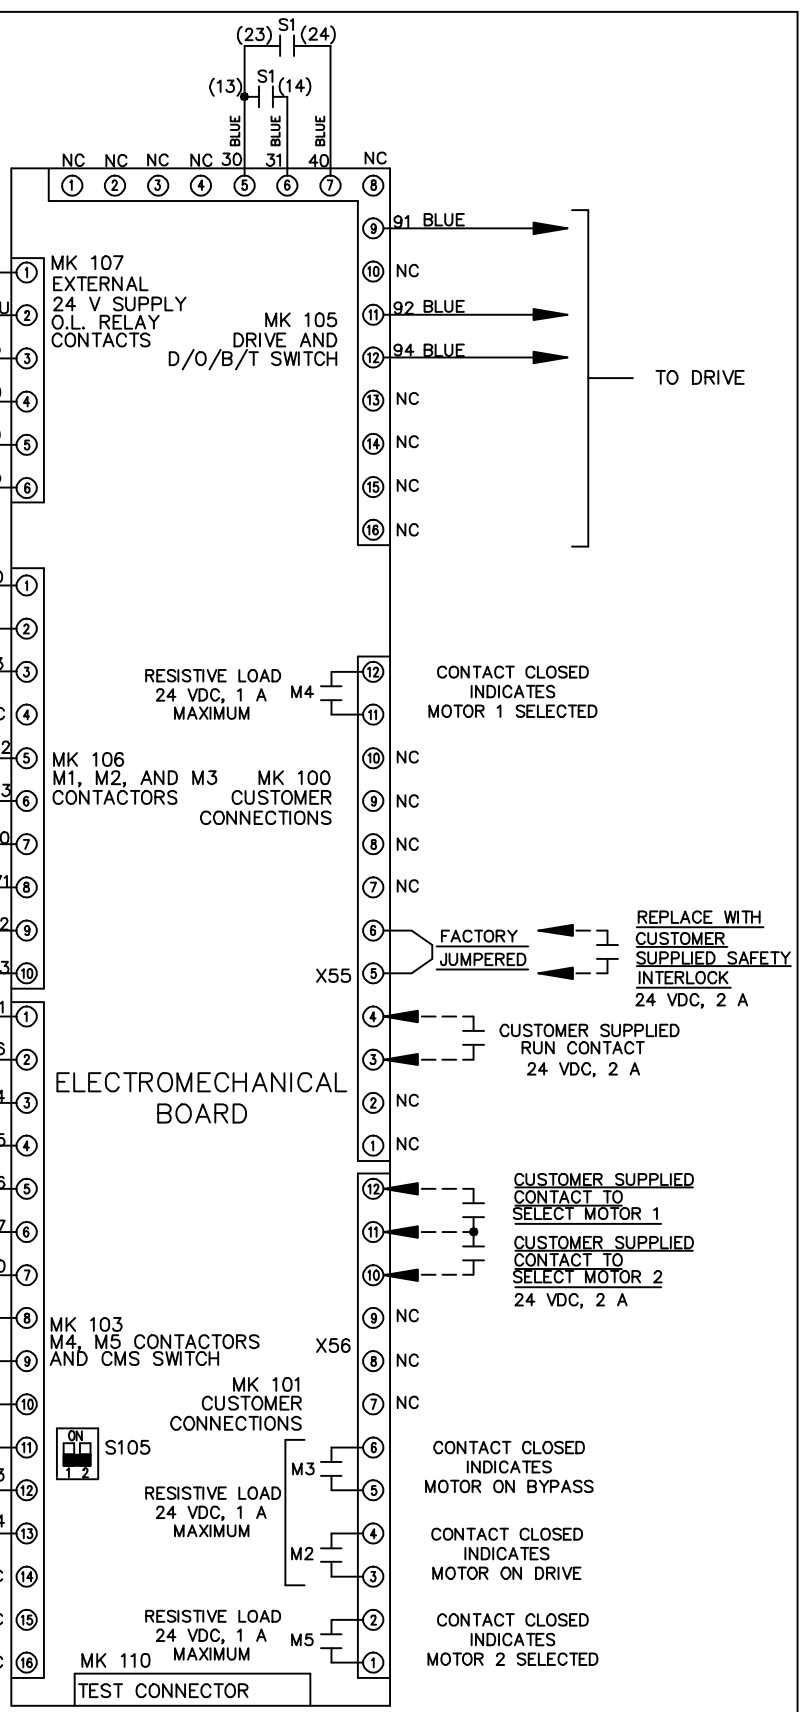 S1
(23) (24)
S1
(13) (14)
BLUE BLUE BLUE
NC NC NC NC 30 31 40 NC
1 2 3 4 5 6 7 8
9 91 BLUE
10 NC
11 92 BLUE
12 94 BLUE
13 NC
14 NC
15 NC
16 NC
TO DRIVE
MK 107
EXTERNAL
24 V SUPPLY
O.L. RELAY
CONTACTS
1
U 2
3
4
5
6
MK 105
DRIVE AND
D/O/B/T SWITCH
1
2
3
4
2 5
3 6
0 7
71 8
2 9
3 10
MK 106
M1, M2, AND M3
CONTACTORS
RESISTIVE LOAD
24 VDC, 1 A
MAXIMUM
M4
12
11
CONTACT CLOSED
INDICATES
MOTOR 1 SELECTED
10 NC
9 NC
8 NC
7 NC
MK 100
CUSTOMER
CONNECTIONS
6
5
FACTORY
JUMPERED
REPLACE WITH
CUSTOMER
SUPPLIED SAFETY
INTERLOCK
24 VDC, 2 A
X55
4
3
CUSTOMER SUPPLIED
RUN CONTACT
24 VDC, 2 A
2 NC
1 NC
ELECTROMECHANICAL
BOARD
1
2
3
4
5
6
7
8
9
10
11
12
13
14
15
16
12
11
10
CUSTOMER SUPPLIED
CONTACT TO
SELECT MOTOR 1
CUSTOMER SUPPLIED
CONTACT TO
SELECT MOTOR 2
24 VDC, 2 A
MK 103
M4, M5 CONTACTORS
AND CMS SWITCH
X56
9 NC
8 NC
7 NC
MK 101
CUSTOMER
CONNECTIONS
ON
1 2
S105
M3
6
5
CONTACT CLOSED
INDICATES
MOTOR ON BYPASS
RESISTIVE LOAD
24 VDC, 1 A
MAXIMUM
M2
4
3
CONTACT CLOSED
INDICATES
MOTOR ON DRIVE
RESISTIVE LOAD
24 VDC, 1 A
MAXIMUM
M5
2
1
CONTACT CLOSED
INDICATES
MOTOR 2 SELECTED
MK 110
TEST CONNECTOR